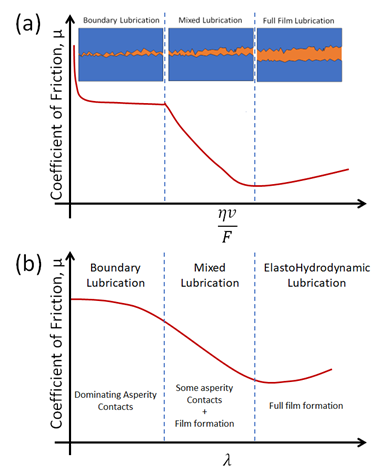 (a)
Boundary Lubrication
Mixed Lubrication
Full Film Lubrication
Coefficient of Friction, μ
ηv
F
(b)
Boundary
Lubrication
Mixed
Lubrication
ElastoHydrodynamic
Lubrication
Coefficient of Friction, μ
Dominating Asperity
Contacts
Some asperity
Contacts
+
Film formation
Full film formation
λ